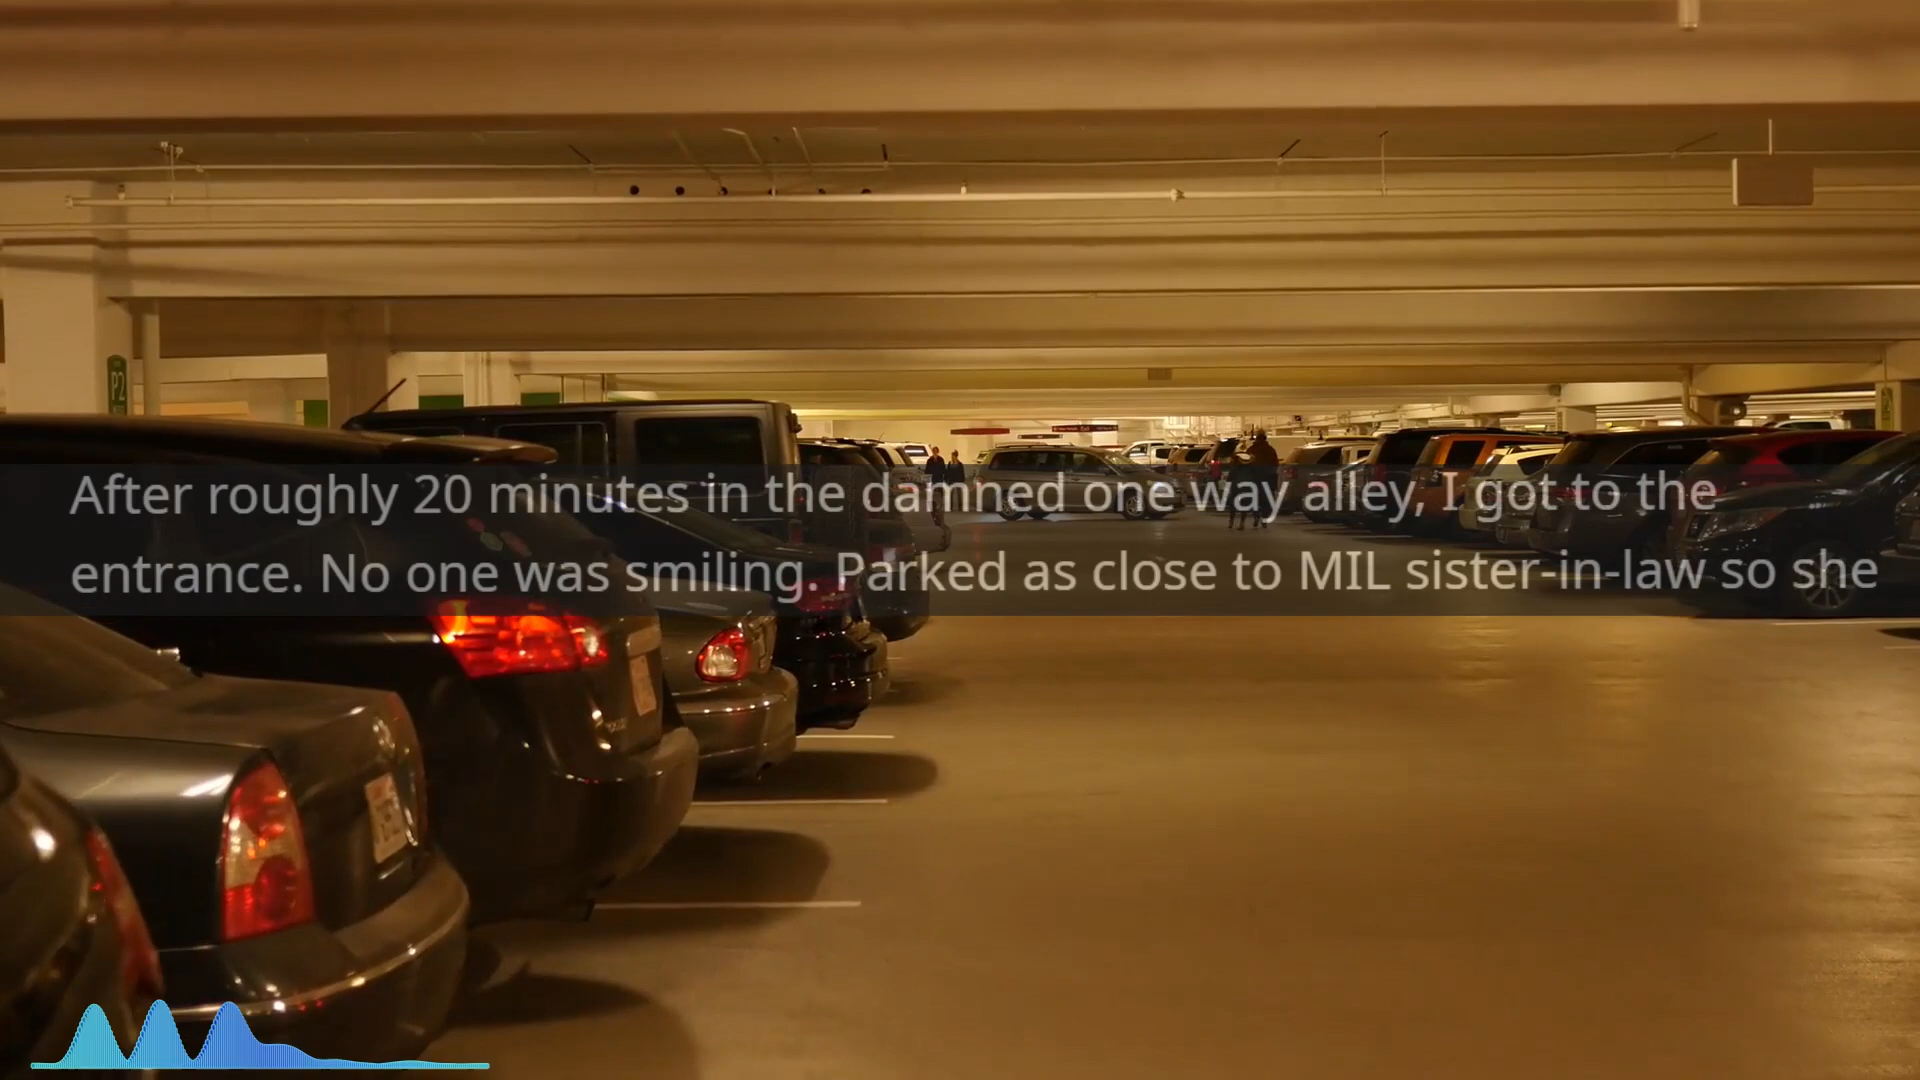 P2
After roughly 20 minutes in the damned one way alley, I got to the
entrance. No one was smiling. Parked as close to MIL sister-in-law so she